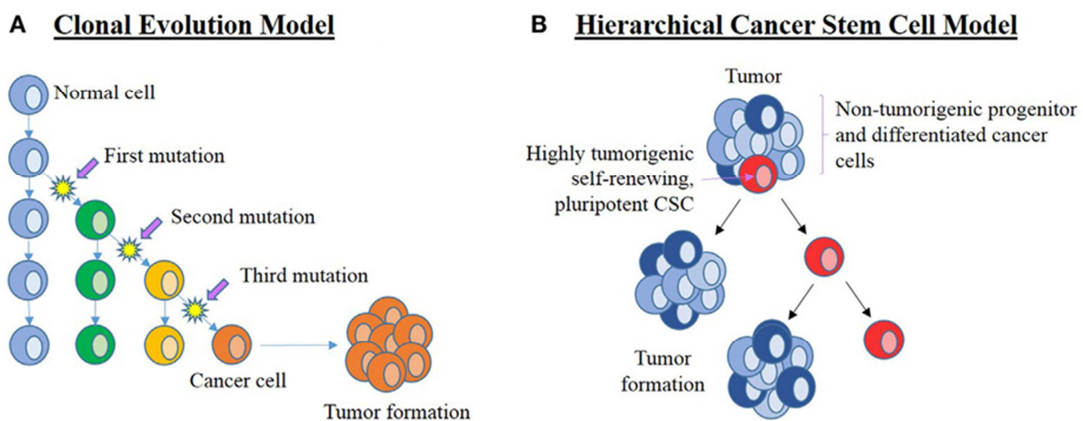 A Clonal Evolution Model
Normal cell
First mutation
Second mutation
Third mutation
Cancer cell
Tumor formation
B Hierarchical Cancer Stem Cell Model
Tumor
Non-tumorigenic progenitor
and differentiated cancer
cells
Highly tumorigenic
self-renewing,
pluripotent CSC
Tumor
formation